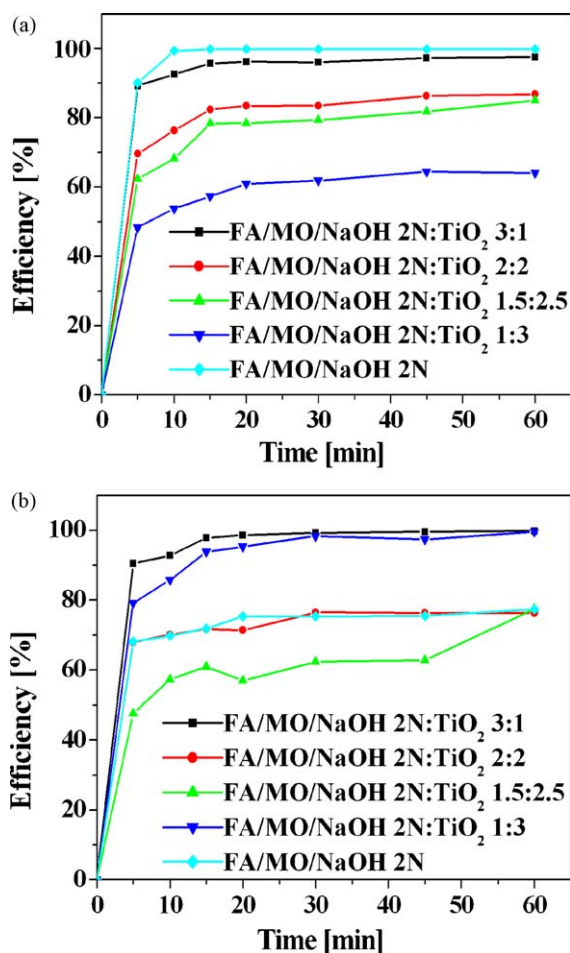 (a)
100
80
60
40
20
0
Efficiency [%]
FA/MO/NaOH 2N:TiO₂ 3:1
FA/MO/NaOH 2N:TiO₂ 2:2
FA/MO/NaOH 2N:TiO₂ 1.5:2.5
FA/MO/NaOH 2N:TiO₂ 1:3
FA/MO/NaOH 2N
0 10 20 30 40 50 60
Time [min]
(b)
100
80
60
40
20
0
Efficiency [%]
FA/MO/NaOH 2N:TiO₂ 3:1
FA/MO/NaOH 2N:TiO₂ 2:2
FA/MO/NaOH 2N:TiO₂ 1.5:2.5
FA/MO/NaOH 2N:TiO₂ 1:3
FA/MO/NaOH 2N
0 10 20 30 40 50 60
Time [min]